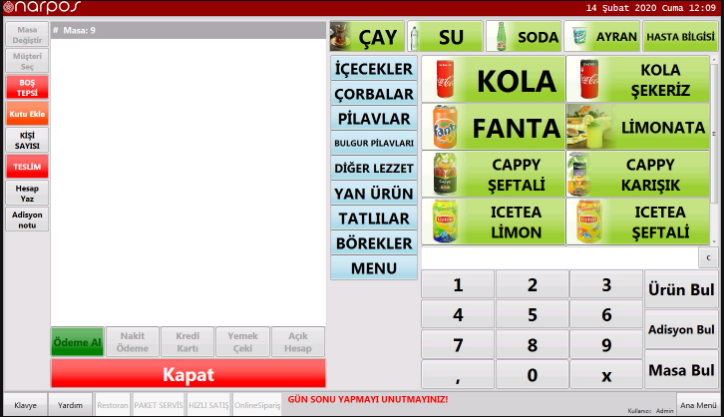 narpos
14 Şubat 2020 Cuma 12:09
Masa Değiştir
Müşteri Seç
BOŞ TEPSİ
Kutu Ekle
KİŞİ SAYISI
TESLİM
Hesap Yaz
Adisyon notu
# Masa: 9
Ödeme Al
Nakit Ödeme
Kredi Kartı
Yemek Çeki
Açık Hesap
Kapat
ÇAY
SU
SODA
AYRAN
HASTA BİLGİSİ
İÇECEKLER
ÇORBALAR
PİLAVLAR
BULGUR PİLAVLARI
DİĞER LEZZET
YAN ÜRÜN
TATLILAR
BÖREKLER
MENU
KOLA
KOLA ŞEKERİZ
FANTA
LİMONATA
CAPPY ŞEFTALİ
CAPPY KARIŞIK
ICETEA LİMON
ICETEA ŞEFTALİ
c
1 2 3
4 5 6
7 8 9
, 0 x
Ürün Bul
Adisyon Bul
Masa Bul
Klavye
Yardım
Restoran
PAKET SERVİS
HIZLI SATIŞ
OnlineSipariş
GÜN SONU YAPMAYI UNUTMAYINIZ!
Kullanıcı: Admin
Ana Menü